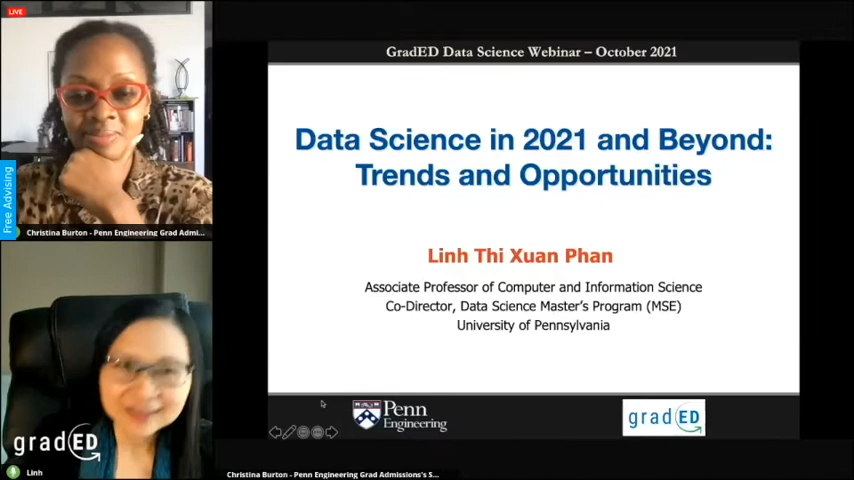 LIVE
Free Advising
Christina Burton - Penn Engineering Grad Admi...
gradED
Linh
GradED Data Science Webinar – October 2021
Data Science in 2021 and Beyond:
Trends and Opportunities
Linh Thi Xuan Phan
Associate Professor of Computer and Information Science
Co-Director, Data Science Master's Program (MSE)
University of Pennsylvania
Penn
Engineering
gradED
Christina Burton - Penn Engineering Grad Admissions's S...